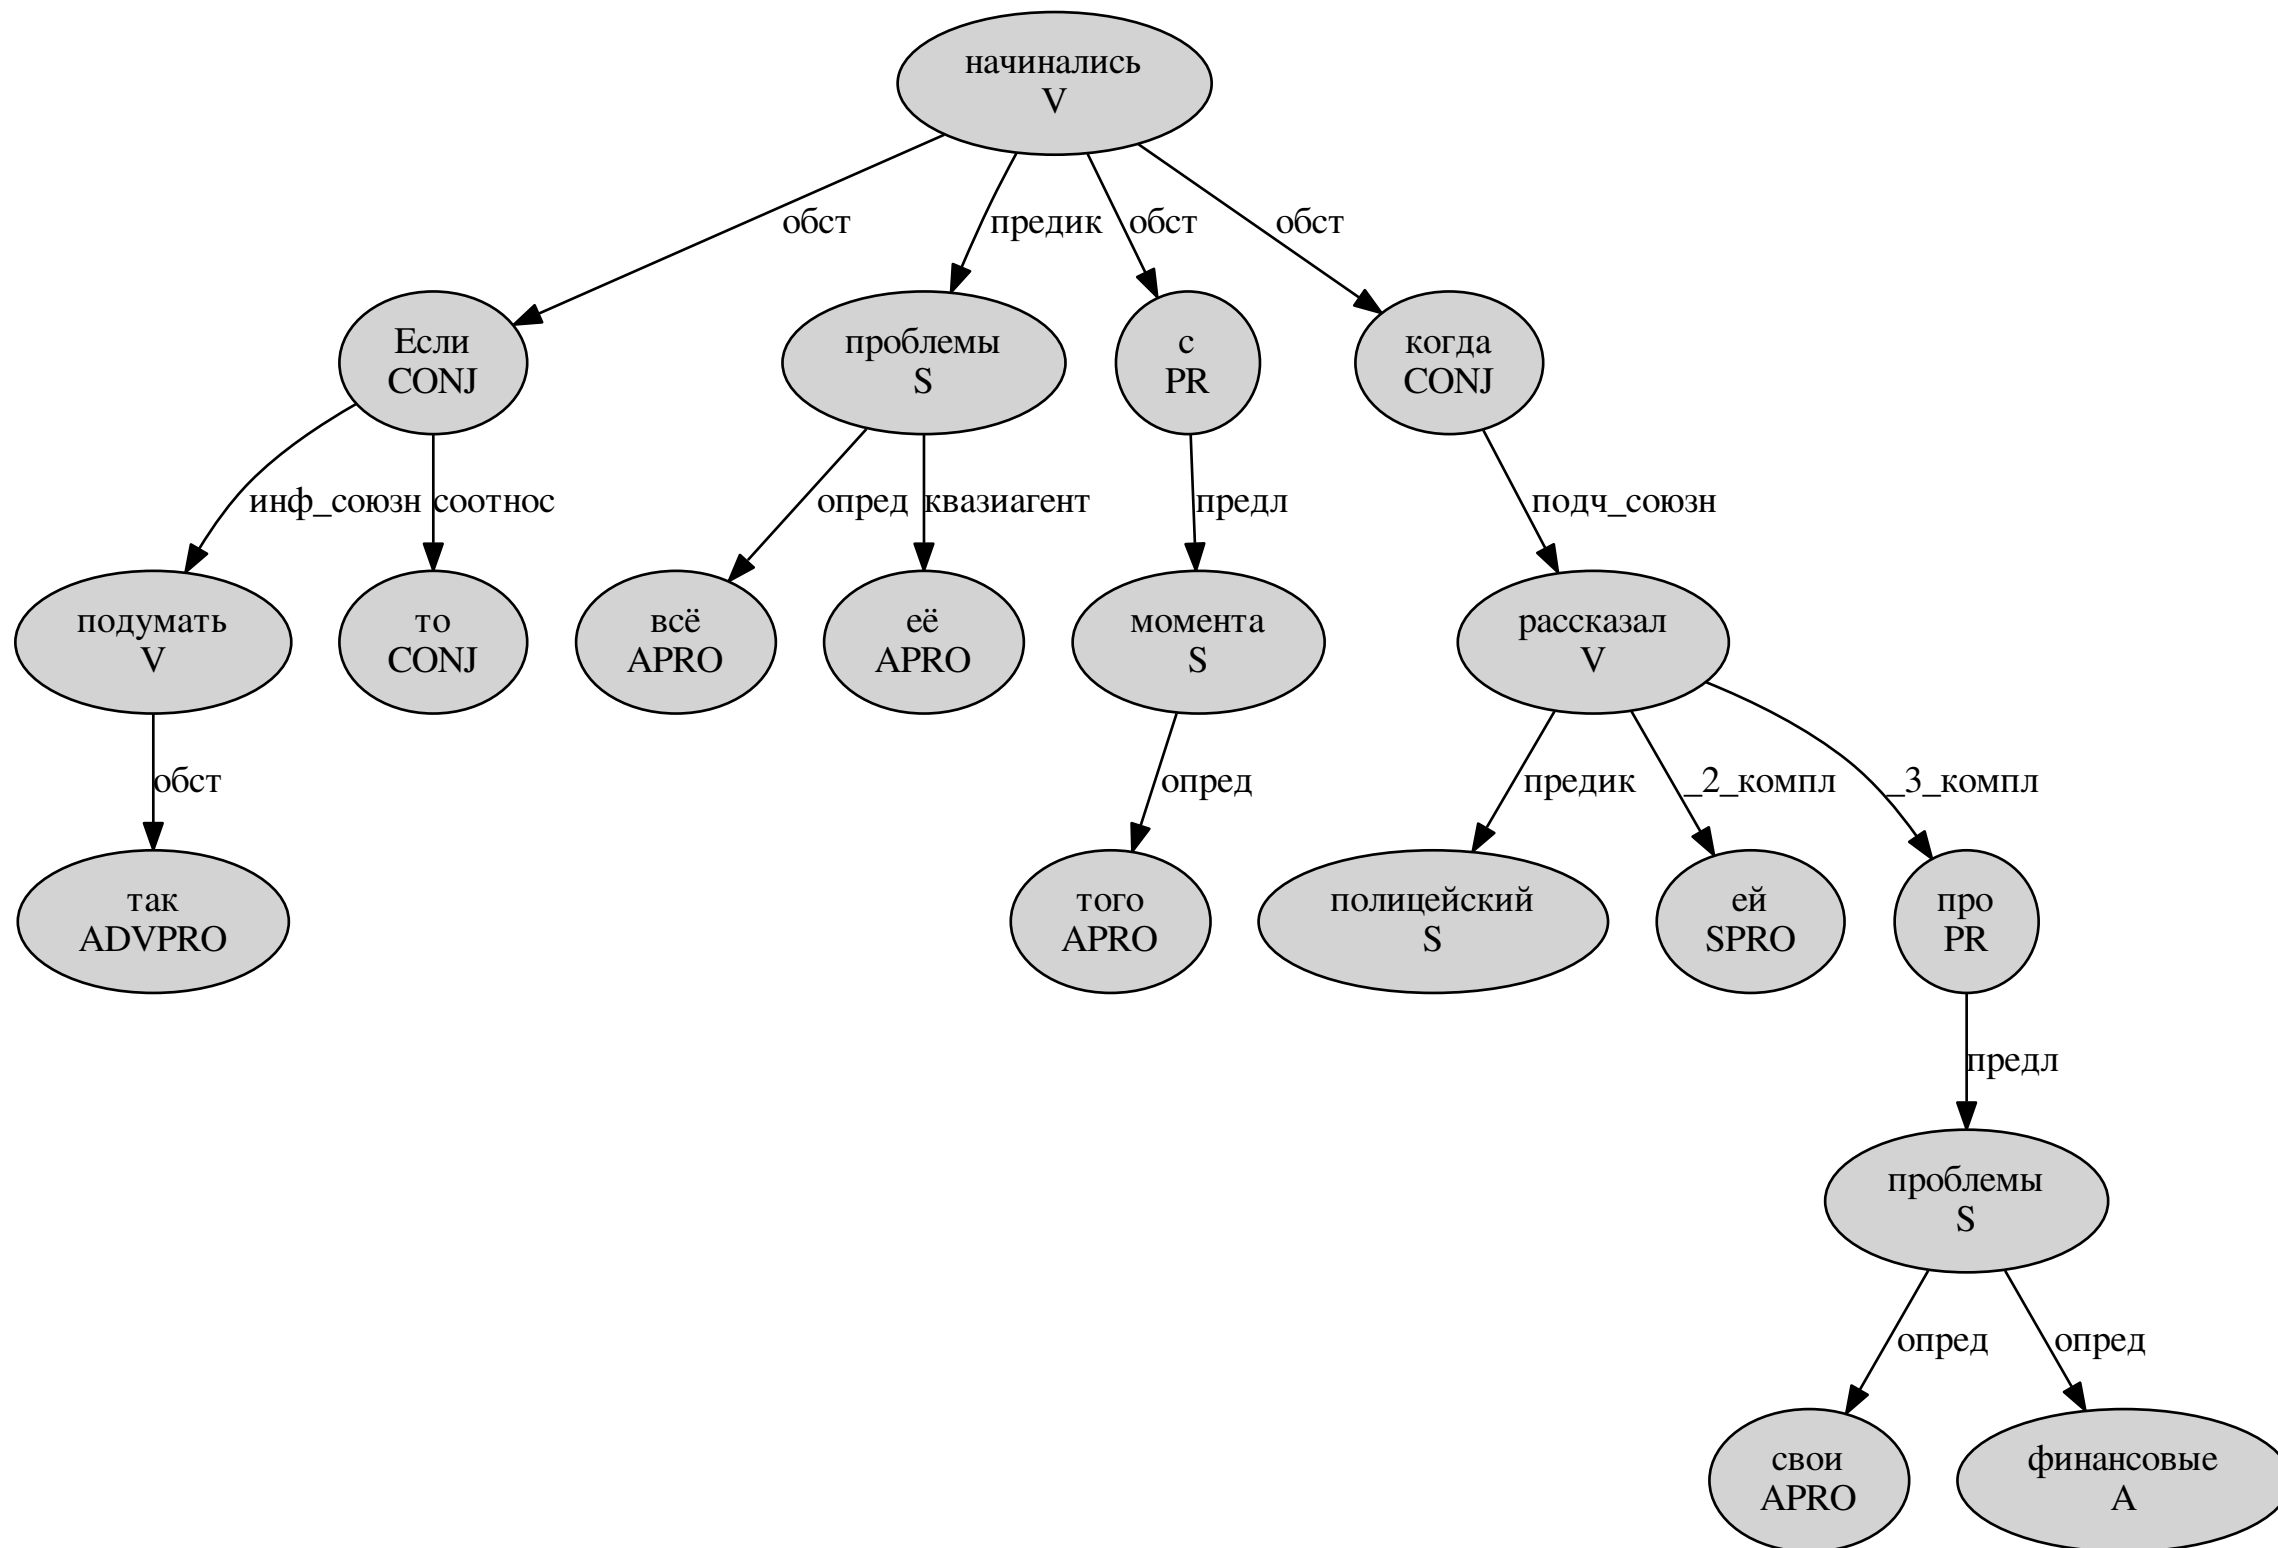 начинались
V
обст
предик
обст
обст
Если
CONJ
проблемы
S
с
PR
когда
CONJ
инф_союзн
соотнос
опред
квазиагент
предл
подч_союзн
подумать
V
то
CONJ
всё
APRO
её
APRO
момента
S
рассказал
V
обст
опред
предик
_2_компл
_3_компл
так
ADVPRO
того
APRO
полицейский
S
ей
SPRO
про
PR
предл
проблемы
S
опред
опред
свои
APRO
финансовые
A